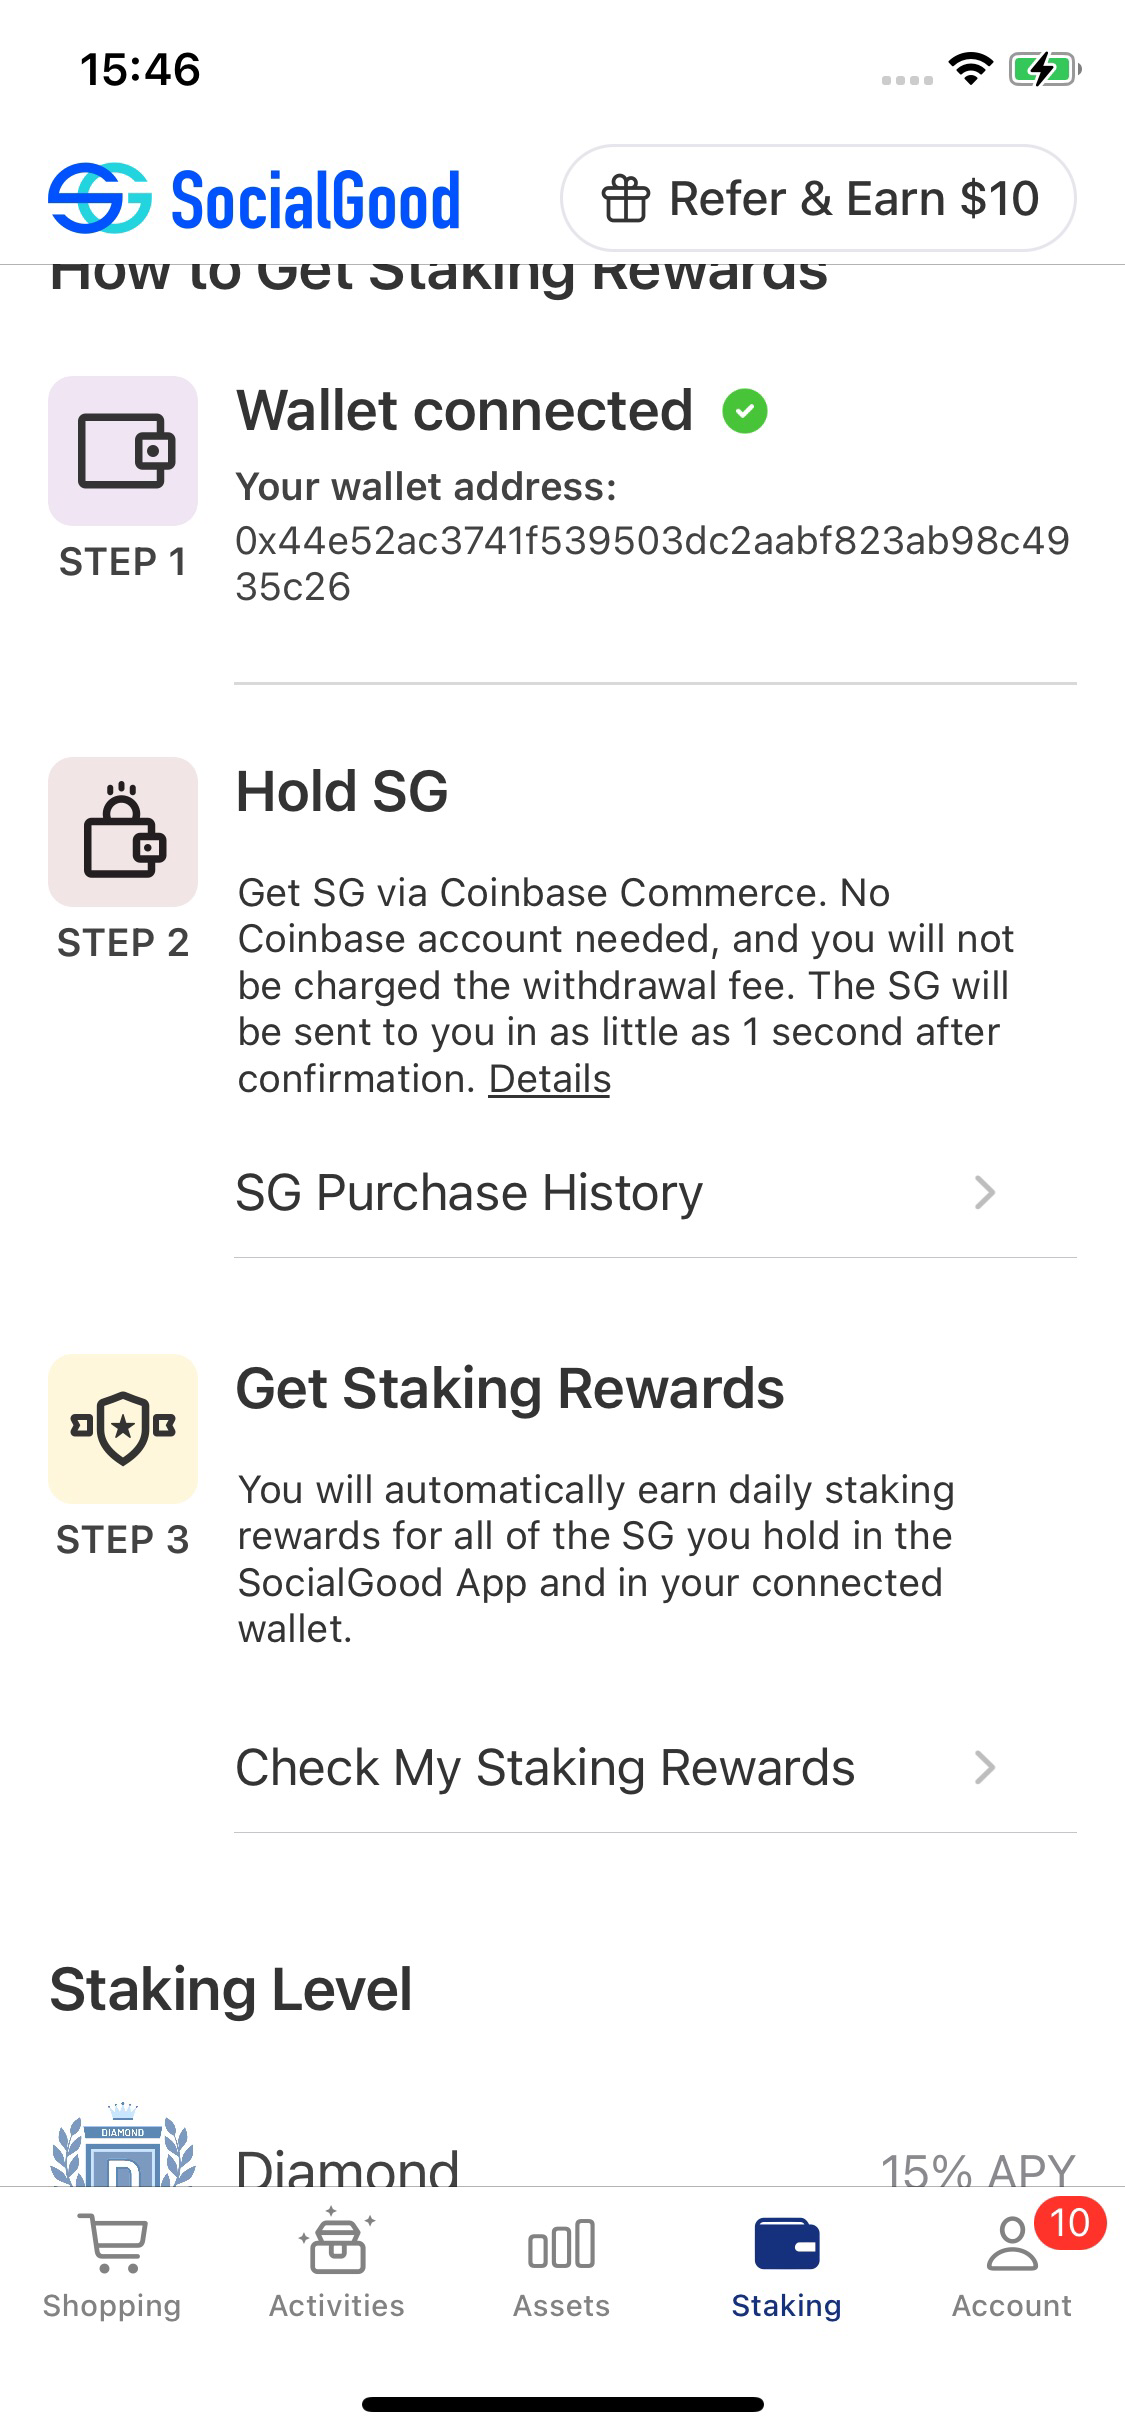 15:46
SocialGood
Refer & Earn $10
How to Get Staking Rewards
Wallet connected
Your wallet address:
0x44e52ac3741f539503dc2aabf823ab98c49
35c26
STEP 1
Hold SG
STEP 2
Get SG via Coinbase Commerce. No
Coinbase account needed, and you will not
be charged the withdrawal fee. The SG will
be sent to you in as little as 1 second after
confirmation. Details
SG Purchase History
Get Staking Rewards
STEP 3
You will automatically earn daily staking
rewards for all of the SG you hold in the
SocialGood App and in your connected
wallet.
Check My Staking Rewards
Staking Level
DIAMOND
D
Diamond
15% APY
10
Shopping
Activities
Assets
Staking
Account